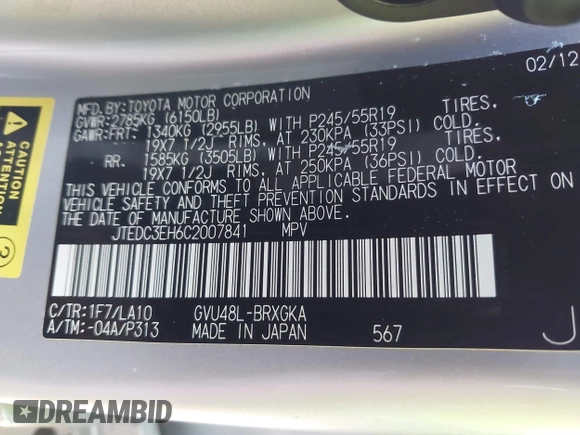 02/12
MFD.BY:TOYOTA MOTOR CORPORATION
GVWR:2785KG (6150LB)
GAWR:FRT: 1340KG (2955LB) WITH P245/55R19 TIRES,
19X7 1/2J RIMS, AT 230KPA (33PSI) COLD.
RR. 1585KG (3505LB) WITH P245/55R19 TIRES,
19X7 1/2J RIMS, AT 250KPA (36PSI) COLD.
THIS VEHICLE CONFORMS TO ALL APPLICABLE FEDERAL MOTOR
VEHICLE SAFETY AND THEFT PREVENTION STANDARDS IN EFFECT ON
THE DATE OF MANUFACTURE SHOWN ABOVE.
JTEDC3EH6C2007841 MPV
C/TR:1F7/LA10 GVU48L-BRXGKA
A/TM:-04A/P313 MADE IN JAPAN 567
J
CAUTION
DREAMBID